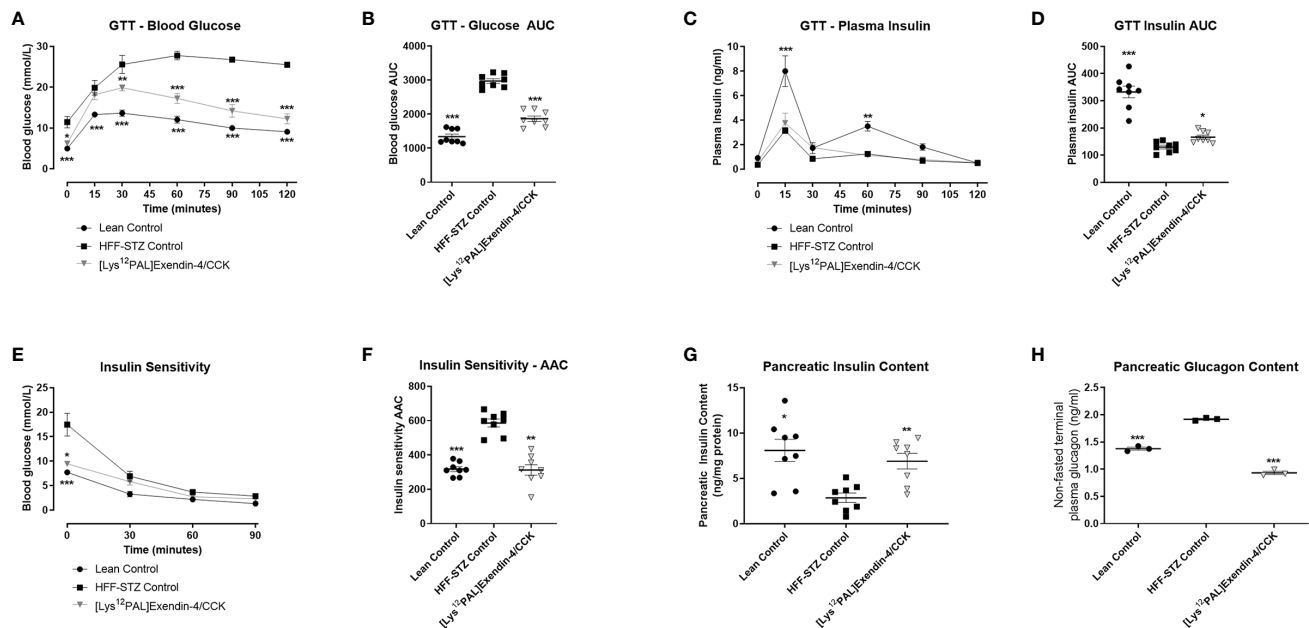 A
GTT - Blood Glucose
Blood glucose (mmol/L)
30
20
10
0
*
***
***
**
***
***
***
***
***
***
***
0 15 30 45 60 75 90 105 120
Time (minutes)
Lean Control
HFF-STZ Control
[Lys12PAL]Exendin-4/CCK
B
GTT - Glucose AUC
Blood glucose AUC
4000
3000
2000
1000
0
***
***
Lean Control
HFF-STZ Control
[Lys12PAL]Exendin-4/CCK
C
GTT - Plasma Insulin
Plasma Insulin (ng/ml)
10
8
6
4
2
0
***
**
0 15 30 45 60 75 90 105 120
Time (minutes)
Lean Control
HFF-STZ Control
[Lys12PAL]Exendin-4/CCK
D
GTT Insulin AUC
Plasma insulin AUC
500
400
300
200
100
0
***
*
Lean Control
HFF-STZ Control
[Lys12PAL]Exendin-4/CCK
E
Insulin Sensitivity
Blood glucose (mmol/L)
25
20
15
10
5
0
*
***
0 30 60 90
Time (minutes)
Lean Control
HFF-STZ Control
[Lys12PAL]Exendin-4/CCK
F
Insulin Sensitivity - AAC
Insulin sensitivity AAC
800
600
400
200
0
***
**
Lean Control
HFF-STZ Control
[Lys12PAL]Exendin-4/CCK
G
Pancreatic Insulin Content
Pancreatic Insulin Content
(ng/mg protein)
15
10
5
0
*
**
Lean Control
HFF-STZ Control
[Lys12PAL]Exendin-4/CCK
H
Pancreatic Glucagon Content
Non-fasted terminal
plasma glucagon (ng/ml)
2.5
2.0
1.5
1.0
0.5
0.0
***
***
Lean Control
HFF-STZ Control
[Lys12PAL]Exendin-4/CCK